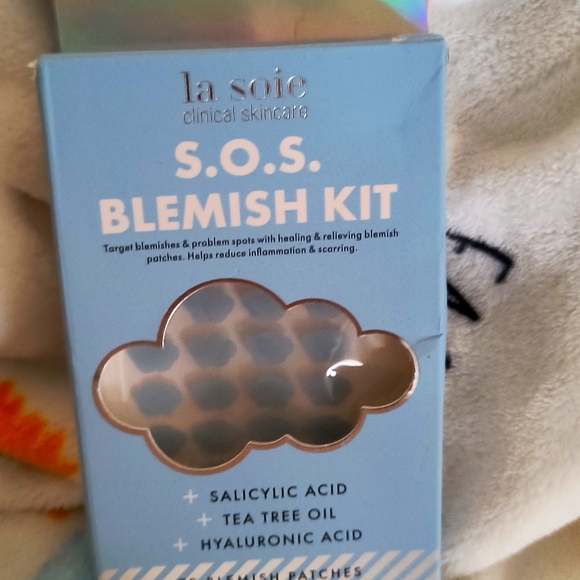 la soie
clinical skincare
S.O.S.
BLEMISH KIT
Target blemishes & problem spots with healing & relieving blemish
patches. Helps reduce inflammation & scarring.
+ SALICYLIC ACID
+ TEA TREE OIL
+ HYALURONIC ACID
BLEMISH PATCHES